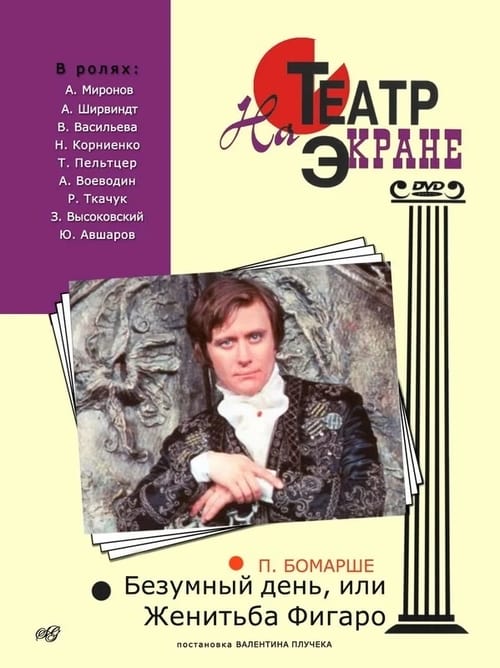 В ролях:
А. Миронов
А. Ширвиндт
В. Васильева
Н. Корниенко
Т. Пельтцер
А. Воеводин
Р. Ткачук
З. Высоковский
Ю. Авшаров
ТЕАТР
На
ЭКРАНЕ
DVD
П. БОМАРШЕ
Безумный день, или
Женитьба Фигаро
постановка ВАЛЕНТИНА ПЛУЧЕКА